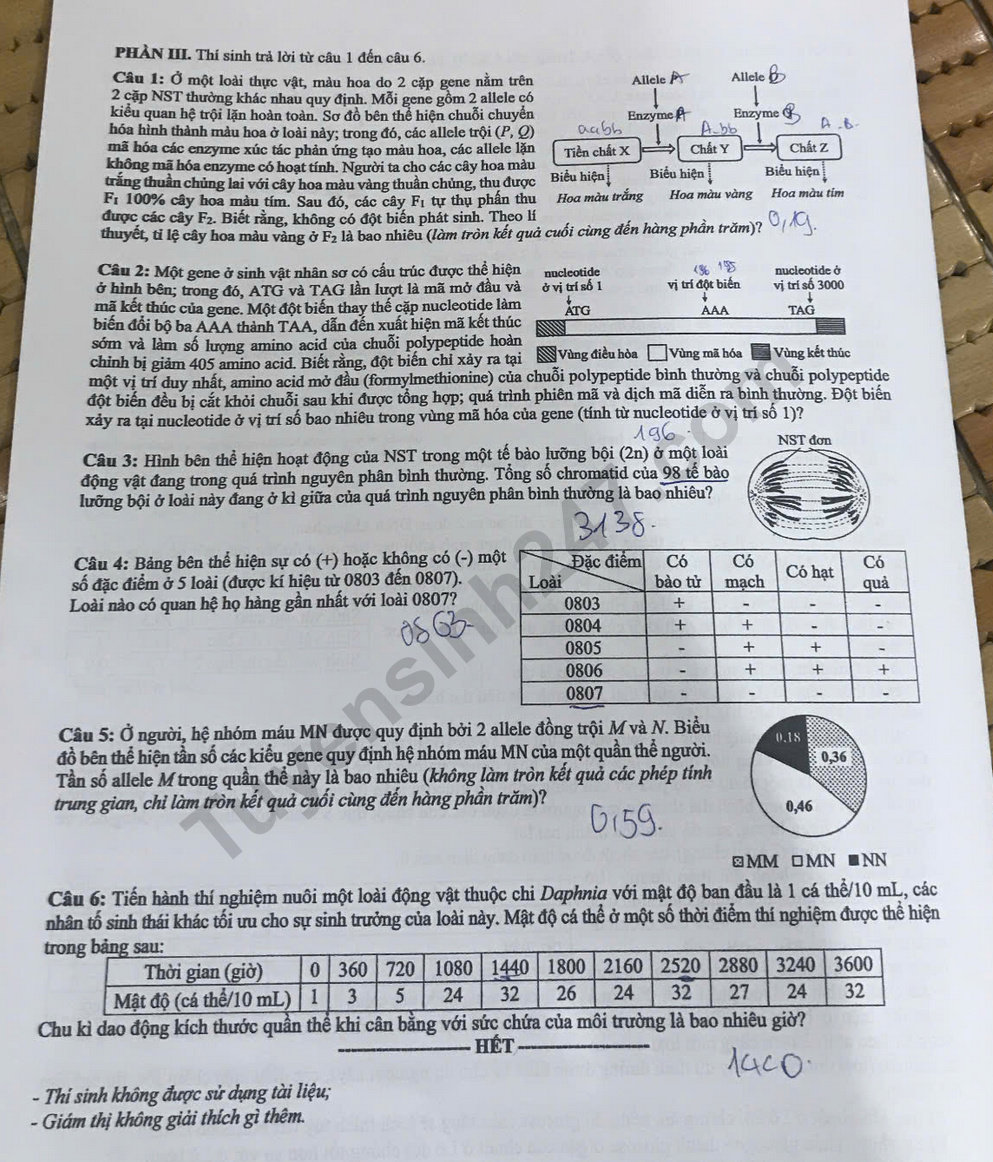 PHẦN III. Thí sinh trả lời từ câu 1 đến câu 6.
Câu 1: Ở một loài thực vật, màu hoa do 2 cặp gene nằm trên
2 cặp NST thường khác nhau quy định. Mỗi gene gồm 2 allele có
kiểu quan hệ trội lặn hoàn toàn. Sơ đồ bên thể hiện chuỗi chuyển
hóa hình thành màu hoa ở loài này; trong đó, các allele trội (P, Q)
mã hóa các enzyme xúc tác phản ứng tạo màu hoa, các allele lặn
không mã hóa enzyme có hoạt tính. Người ta cho các cây hoa màu
trắng thuần chủng lai với cây hoa màu vàng thuần chủng, thu được
F1 100% cây hoa màu tím. Sau đó, các cây F1 tự thụ phấn thu
được các cây F2. Biết rằng, không có đột biến phát sinh. Theo lí
thuyết, tỉ lệ cây hoa màu vàng ở F2 là bao nhiêu (làm tròn kết quả cuối cùng đến hàng phần trăm)? 0,19.
Allele A Allele B
Enzyme A Enzyme B
aabb A-bb A-B-
Tiền chất X Chất Y Chất Z
Biểu hiện Biểu hiện Biểu hiện
Hoa màu trắng Hoa màu vàng Hoa màu tím
Câu 2: Một gene ở sinh vật nhân sơ có cấu trúc được thể hiện
ở hình bên; trong đó, ATG và TAG lần lượt là mã mở đầu và
mã kết thúc của gene. Một đột biến thay thế cặp nucleotide làm
biến đổi bộ ba AAA thành TAA, dẫn đến xuất hiện mã kết thúc
sớm và làm số lượng amino acid của chuỗi polypeptide hoàn
chỉnh bị giảm 405 amino acid. Biết rằng, đột biến chỉ xảy ra tại
một vị trí duy nhất, amino acid mở đầu (formylmethionine) của chuỗi polypeptide bình thường và chuỗi polypeptide
đột biến đều bị cắt khỏi chuỗi sau khi được tổng hợp; quá trình phiên mã và dịch mã diễn ra bình thường. Đột biến
xảy ra tại nucleotide ở vị trí số bao nhiêu trong vùng mã hóa của gene (tính từ nucleotide ở vị trí số 1)?
nucleotide nucleotide ở
ở vị trí số 1 vị trí đột biến vị trí số 3000
ATG AAA TAG
Vùng điều hòa Vùng mã hóa Vùng kết thúc
196
Câu 3: Hình bên thể hiện hoạt động của NST trong một tế bào lưỡng bội (2n) ở một loài
động vật đang trong quá trình nguyên phân bình thường. Tổng số chromatid của 98 tế bào
lưỡng bội ở loài này đang ở kì giữa của quá trình nguyên phân bình thường là bao nhiêu?
NST đơn
3138.
Câu 4: Bảng bên thể hiện sự có (+) hoặc không có (-) một
số đặc điểm ở 5 loài (được kí hiệu từ 0803 đến 0807).
Loài nào có quan hệ họ hàng gần nhất với loài 0807?
Đặc điểm Loài Có bào tử Có mạch Có hạt Có quả
0803 + - - -
0804 + + - -
0805 - + + -
0806 - + + +
0807 - - - -
Câu 5: Ở người, hệ nhóm máu MN được quy định bởi 2 allele đồng trội M và N. Biểu
đồ bên thể hiện tần số các kiểu gene quy định hệ nhóm máu MN của một quần thể người.
Tần số allele M trong quần thể này là bao nhiêu (không làm tròn kết quả các phép tính
trung gian, chỉ làm tròn kết quả cuối cùng đến hàng phần trăm)?
0,59.
0,18
0,36
0,46
MM MN NN
Câu 6: Tiến hành thí nghiệm nuôi một loài động vật thuộc chi Daphnia với mật độ ban đầu là 1 cá thể/10 mL, các
nhân tố sinh thái khác tối ưu cho sự sinh trưởng của loài này. Mật độ cá thể ở một số thời điểm thí nghiệm được thể hiện
trong bảng sau:
Thời gian (giờ) 0 360 720 1080 1440 1800 2160 2520 2880 3240 3600
Mật độ (cá thể/10 mL) 1 3 5 24 32 26 24 32 27 24 32
Chu kì dao động kích thước quần thể khi cân bằng với sức chứa của môi trường là bao nhiêu giờ?
HẾT
- Thí sinh không được sử dụng tài liệu;
- Giám thị không giải thích gì thêm.
Tuyensinh247.com